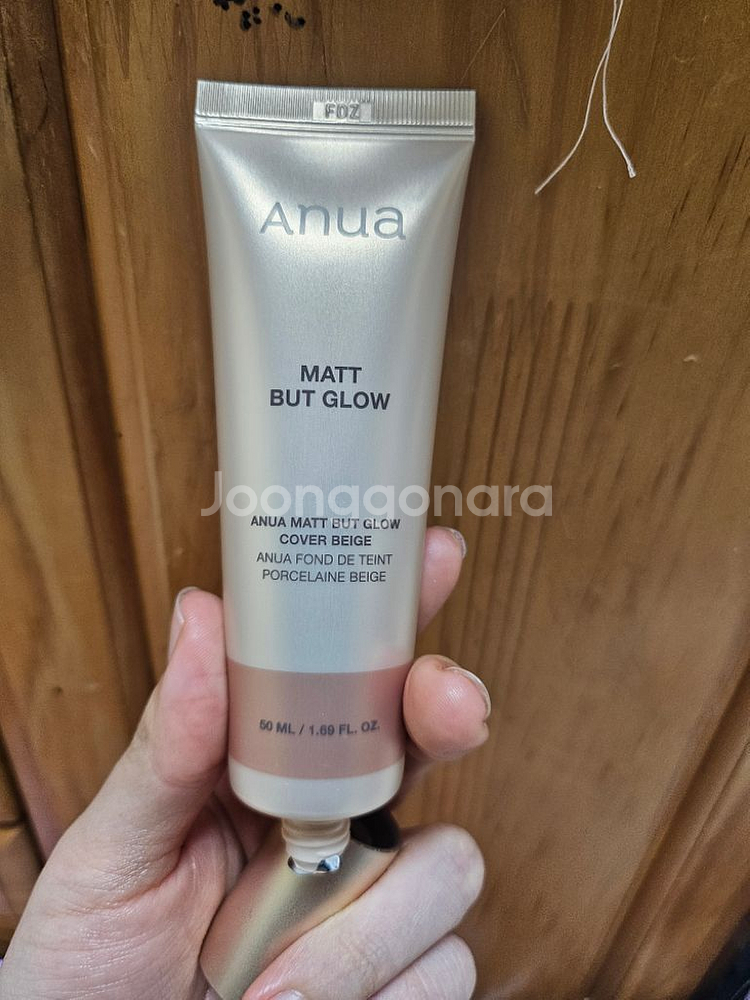 FDZ
Anua
MATT
BUT GLOW
Joonggonara
ANUA MATT BUT GLOW
COVER BEIGE
ANUA FOND DE TEINT
PORCELAINE BEIGE
50 ML / 1.69 FL. OZ.